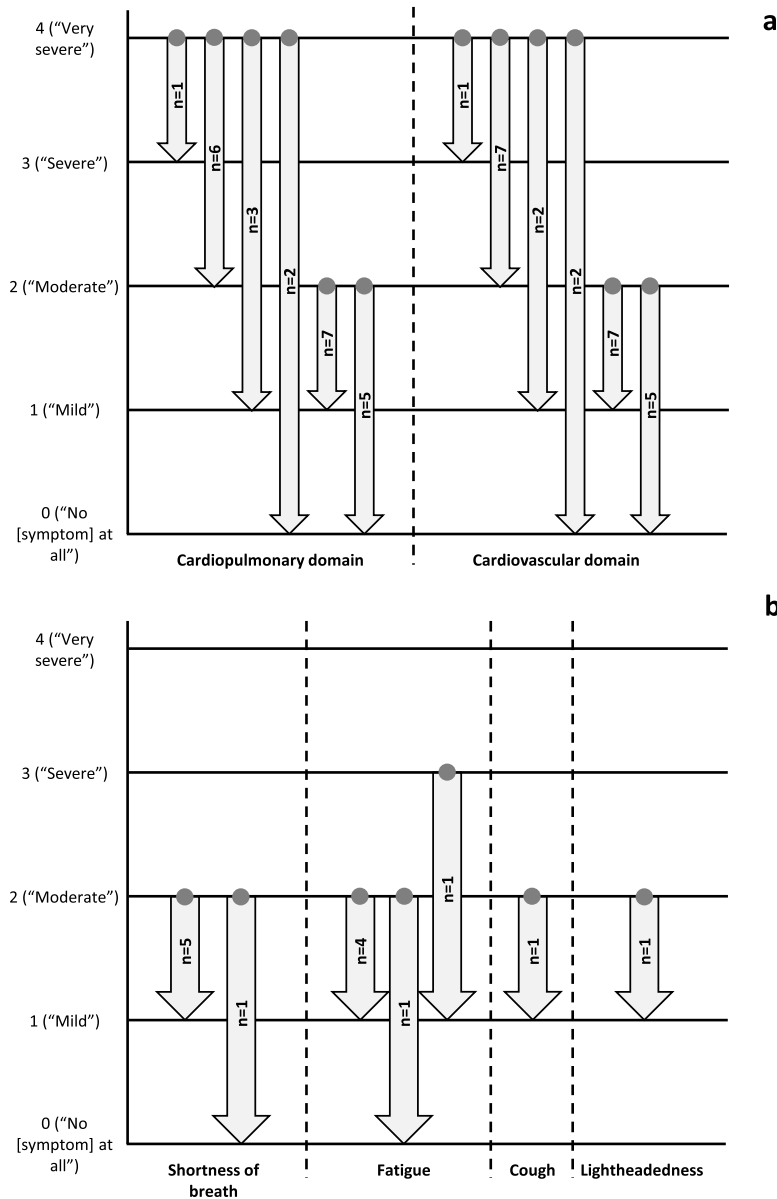 a
4 (“Very
severe”)
3 (“Severe”)
2 (“Moderate”)
1 (“Mild”)
0 (“No
[symptom] at
all”)
n=1
n=6
n=3
n=2
n=7
n=5
n=1
n=7
n=2
n=2
n=7
n=5
Cardiopulmonary domain
Cardiovascular domain
b
4 (“Very
severe”)
3 (“Severe”)
2 (“Moderate”)
1 (“Mild”)
0 (“No
[symptom] at
all”)
n=5
n=1
n=4
n=1
n=1
n=1
n=1
Shortness of
breath
Fatigue
Cough
Lightheadedness